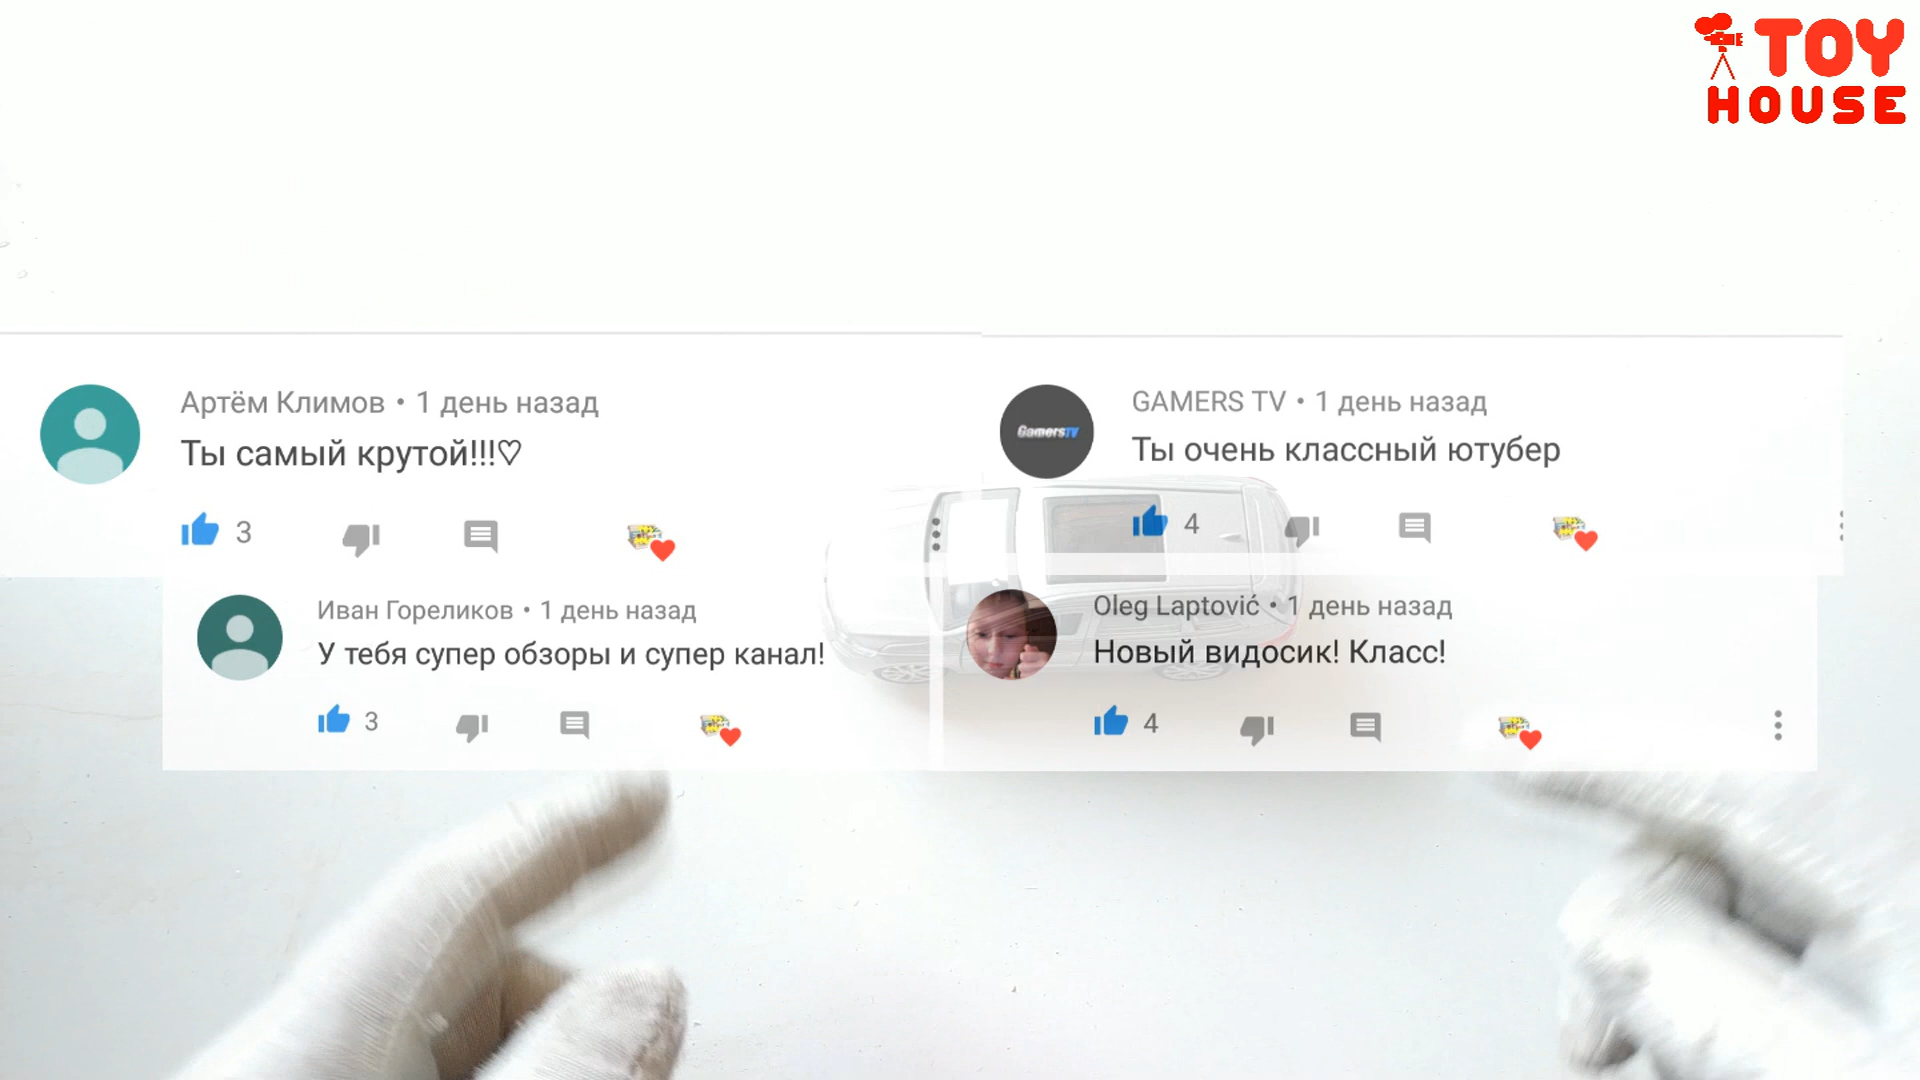 TOY
HOUSE
Артём Климов • 1 день назад
Ты самый крутой!!!♡
3
GAMERS TV • 1 день назад
GamersTV
Ты очень классный ютубер
4
Иван Гореликов • 1 день назад
У тебя супер обзоры и супер канал!
3
Oleg Laptović • 1 день назад
Новый видосик! Класс!
4